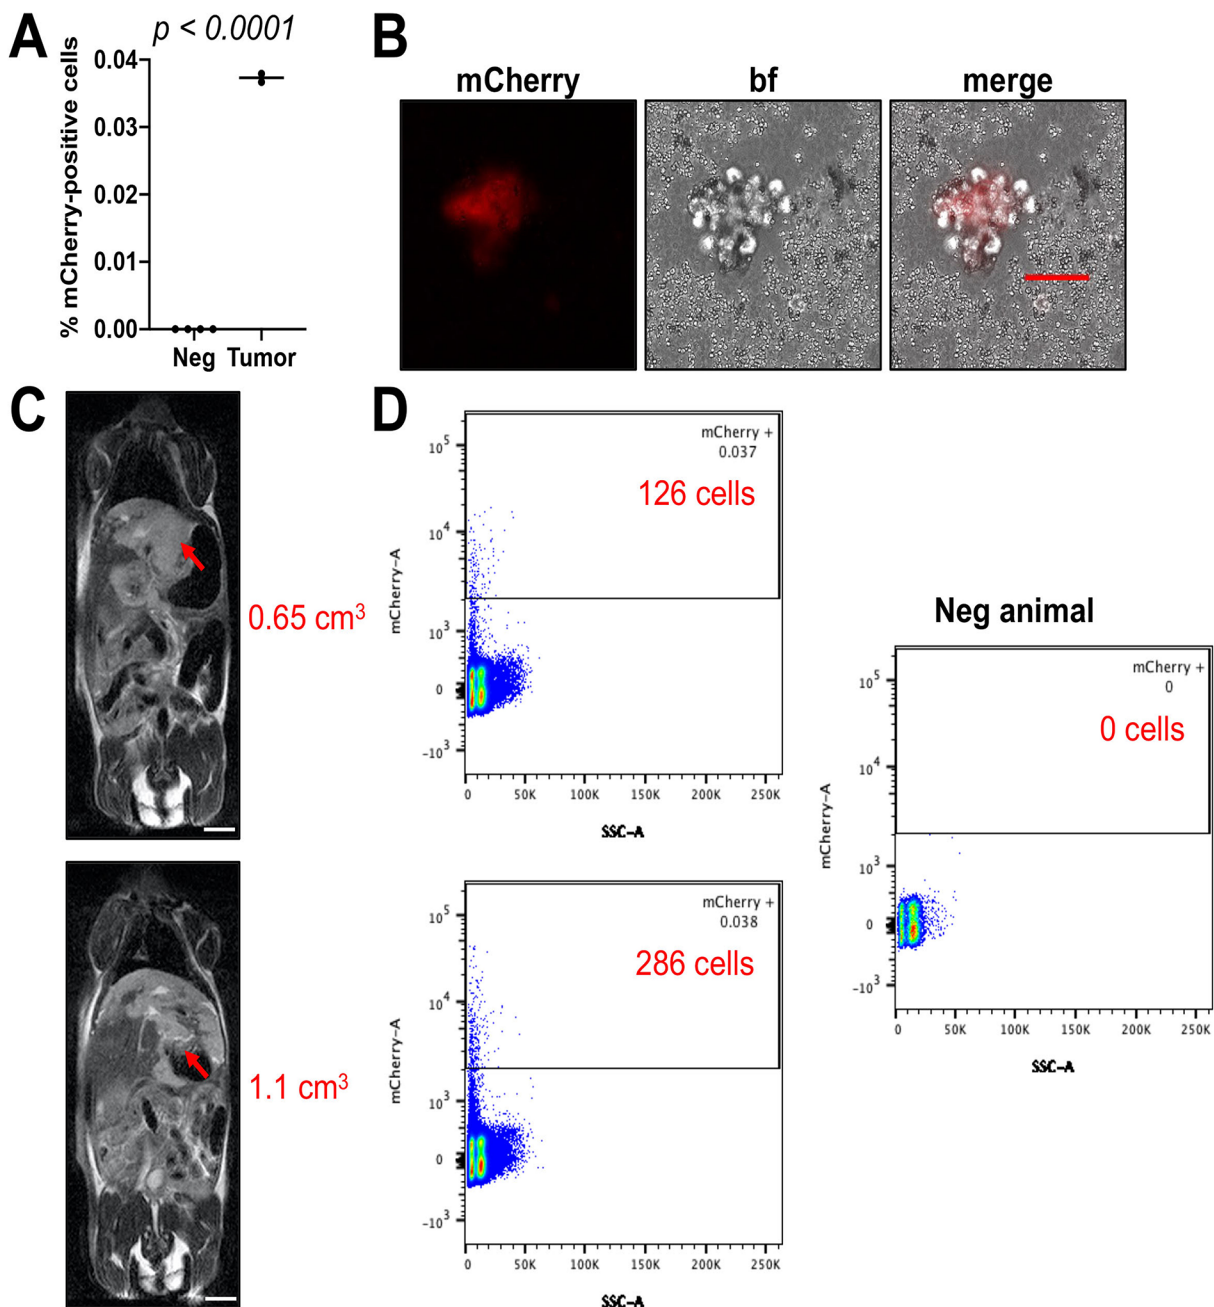 A
p < 0.0001
% mCherry-positive cells
0.04
0.03
0.02
0.01
0.00
Neg Tumor
B
mCherry bf merge
C
0.65 cm³
1.1 cm³
D
mCherry +
0.037
126 cells
mCherry-A
10⁵
10⁴
10³
0
-10³
0 50K 100K 150K 200K 250K
SSC-A
mCherry +
0.038
286 cells
mCherry-A
10⁵
10⁴
10³
0
-10³
0 50K 100K 150K 200K 250K
SSC-A
Neg animal
mCherry +
0
0 cells
mCherry-A
10⁵
10⁴
10³
0
-10³
0 50K 100K 150K 200K 250K
SSC-A